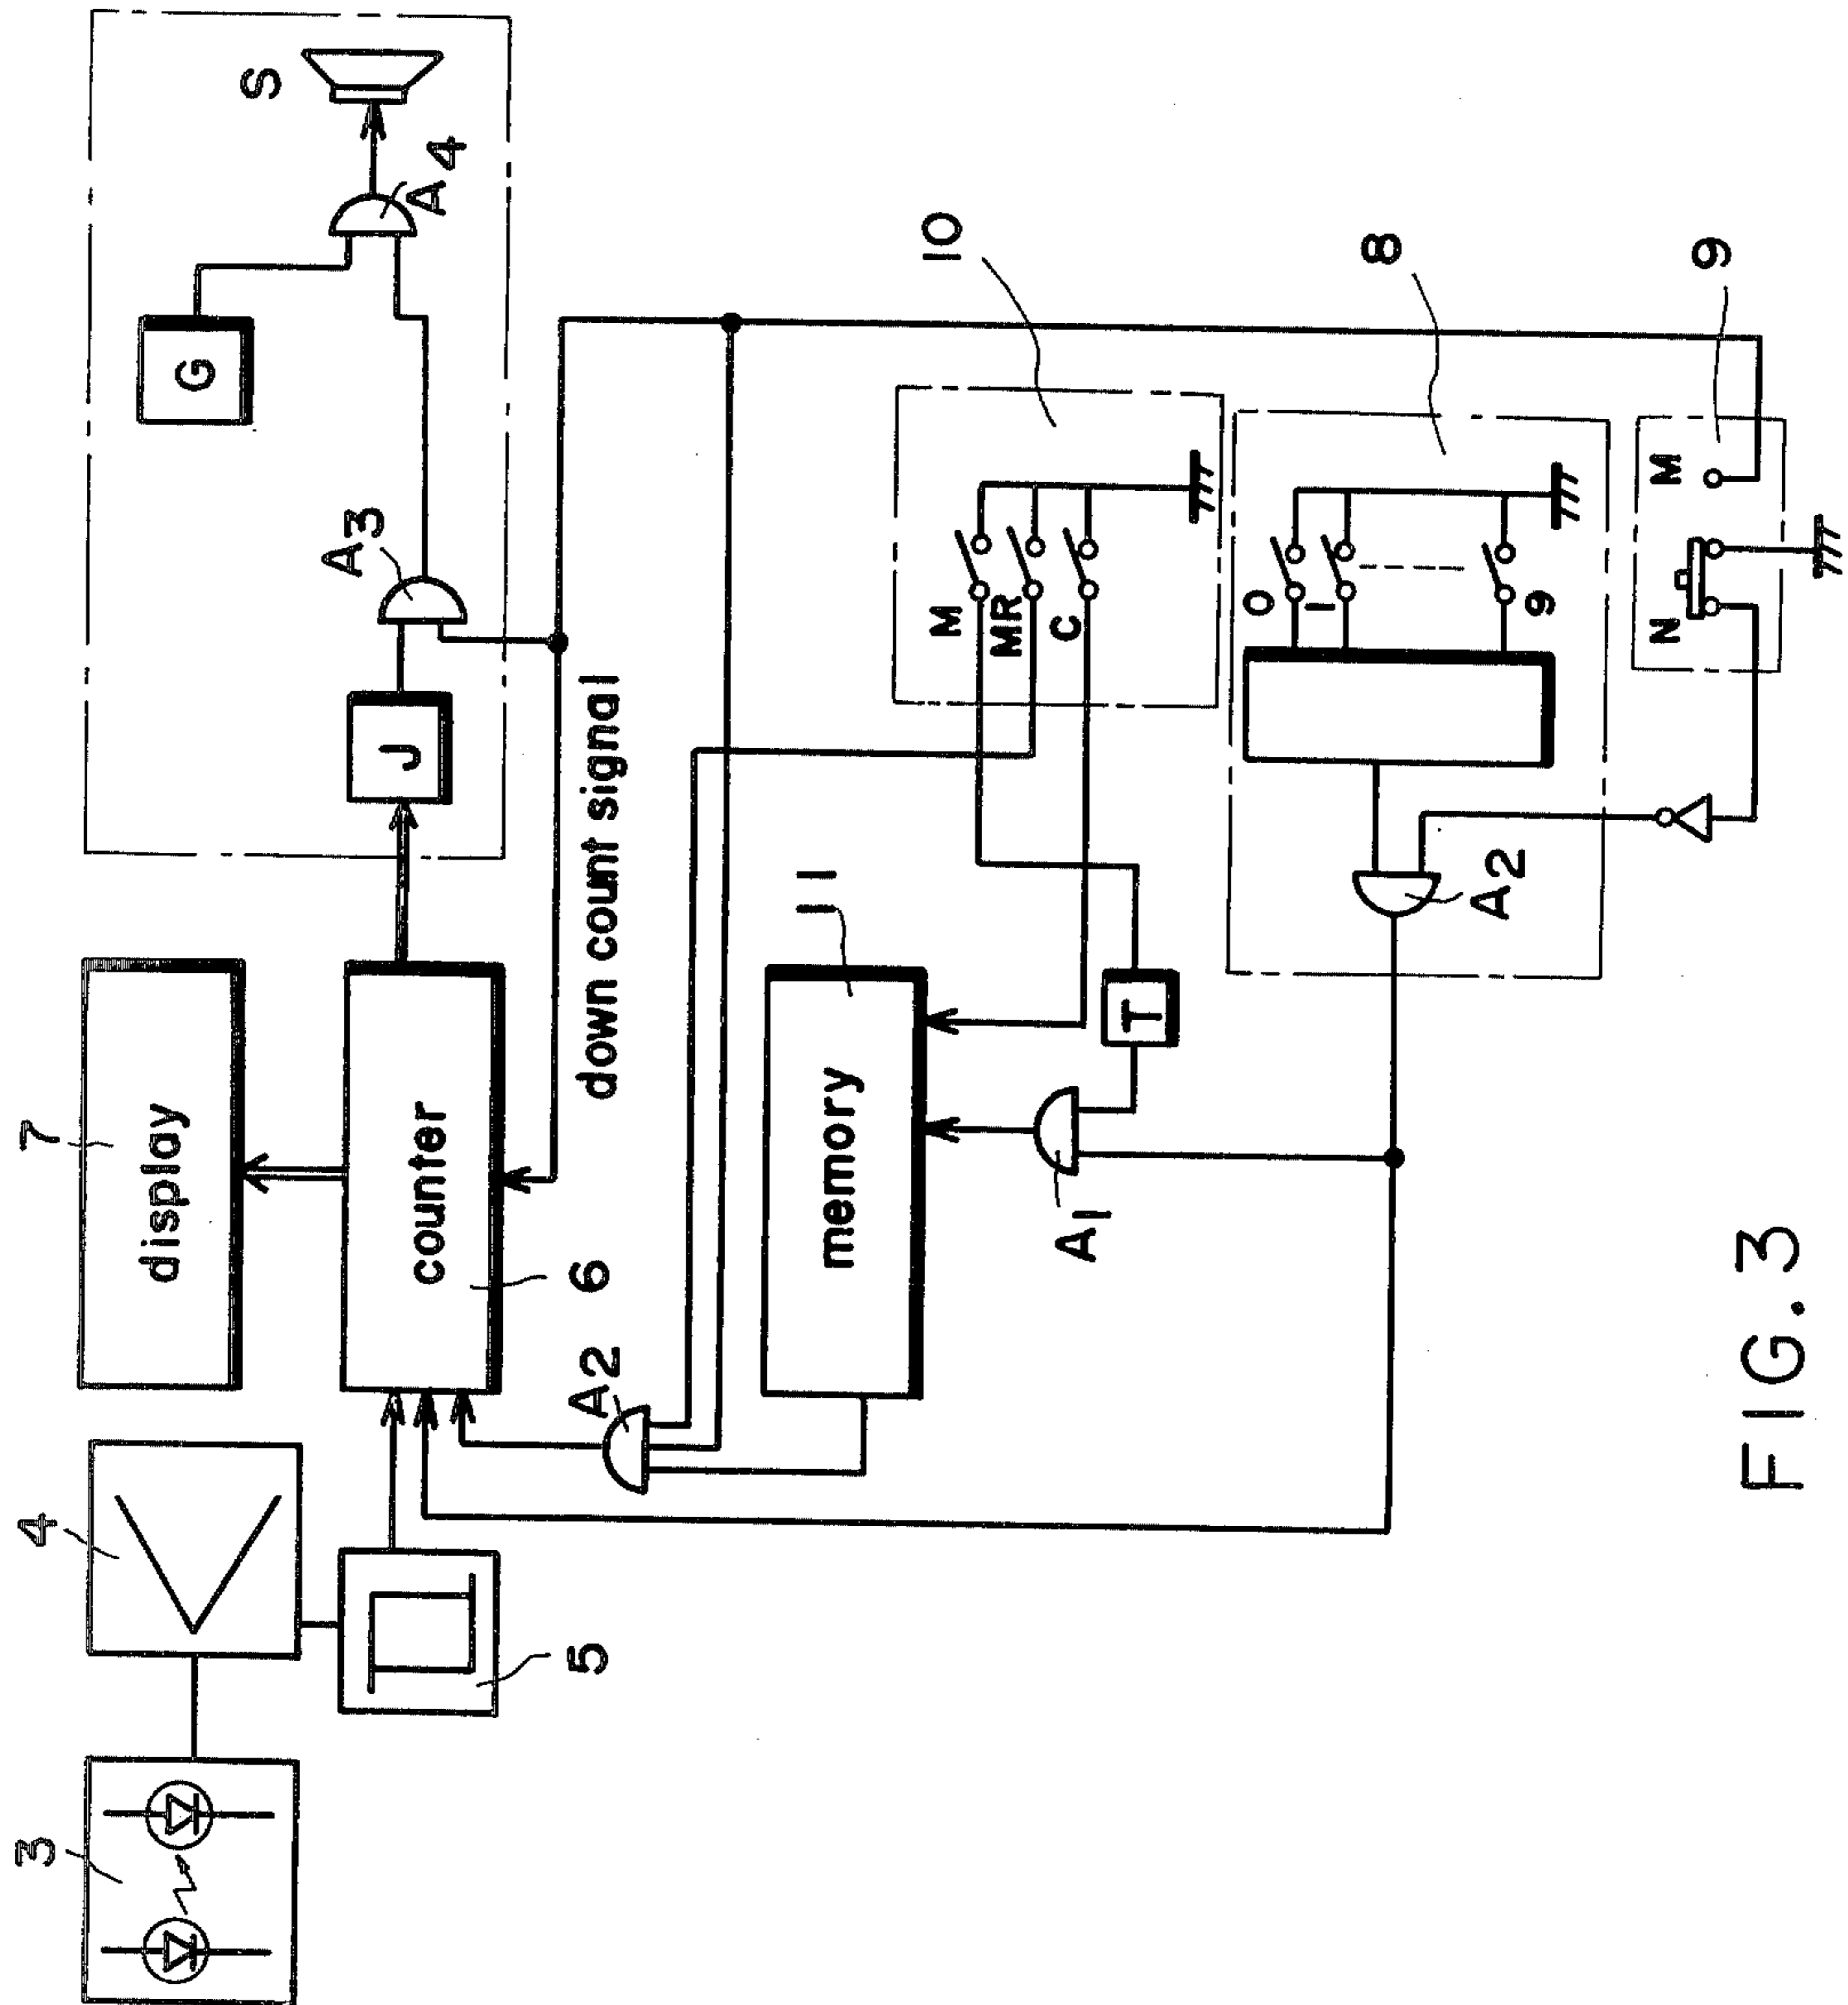 3
4
7
display
S
G
A4
5
counter
6
J
A3
down count signal
A2
memory
11
10
M
MR
C
A1
T
8
0
1
9
A2
9
N
M
FIG. 3